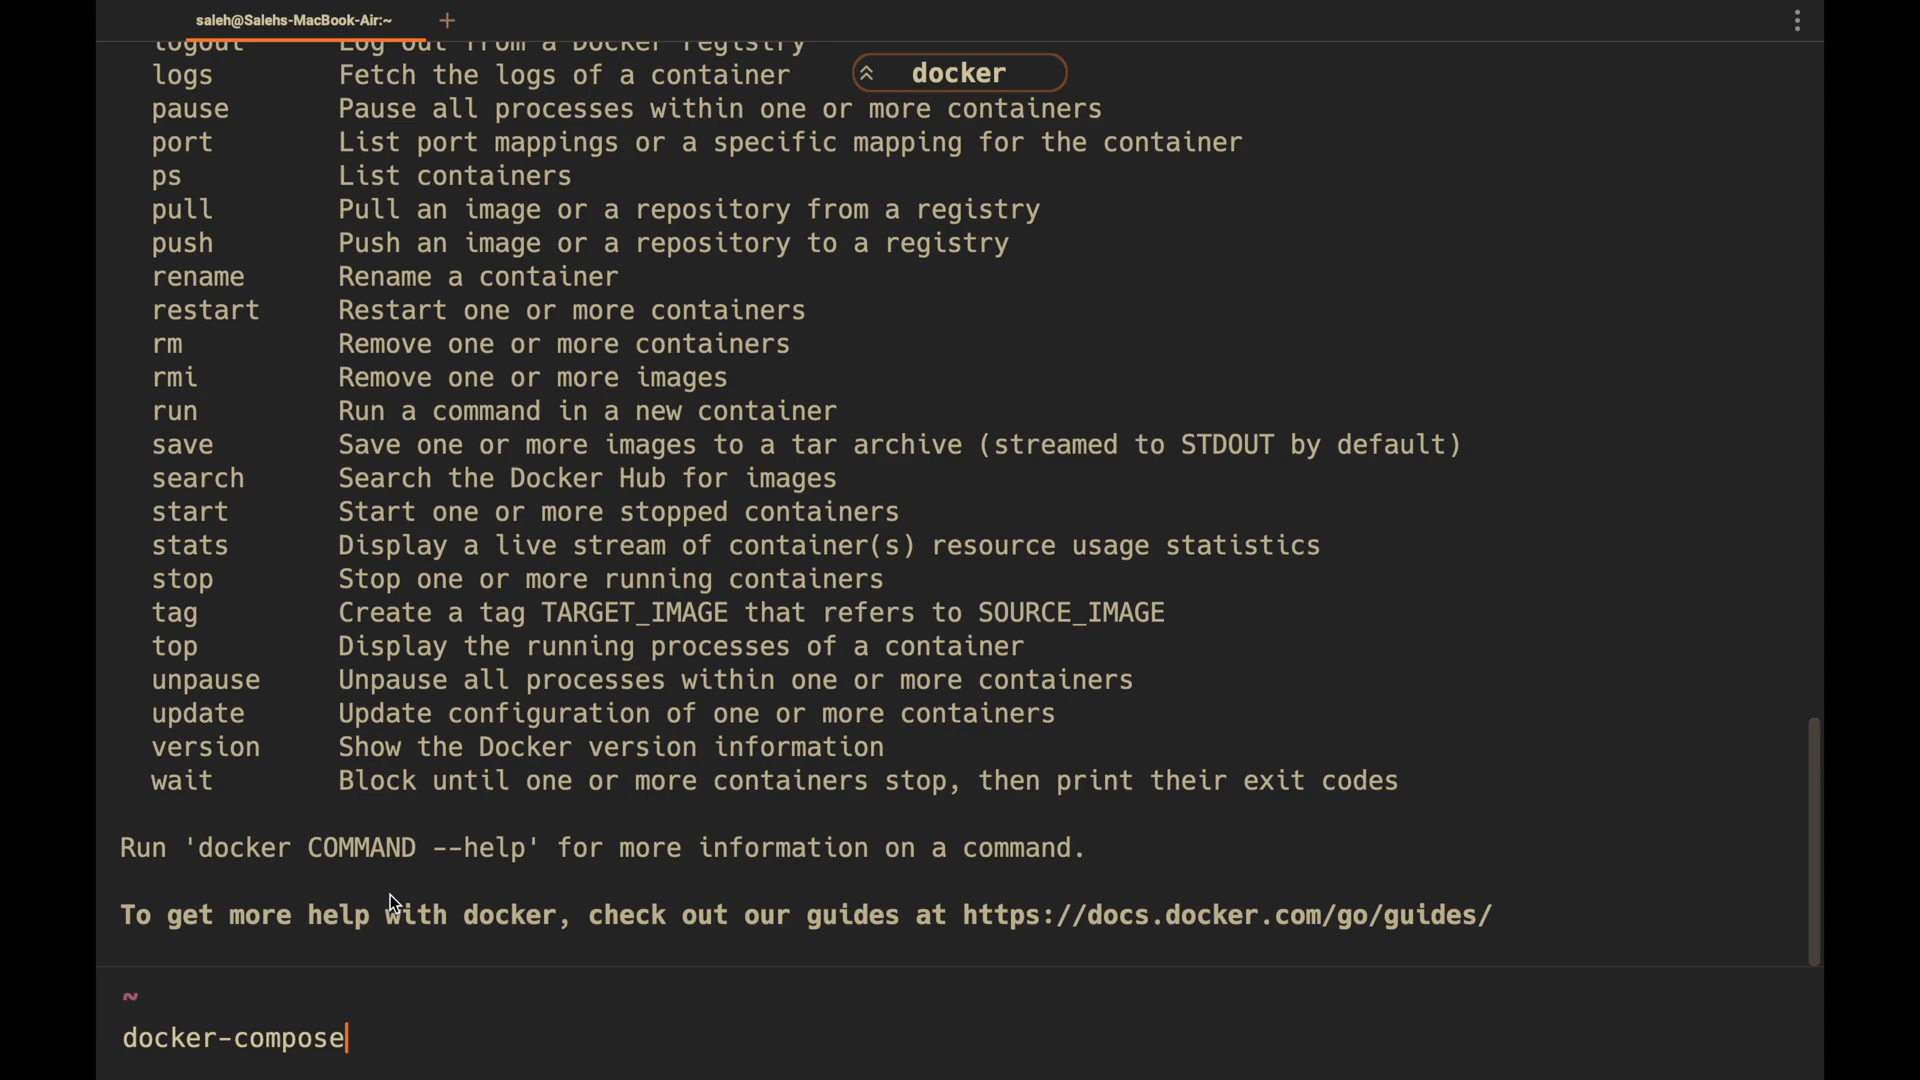 saleh@Salehs-MacBook-Air:~ +
logout Log out from a Docker registry
docker
logs Fetch the logs of a container
pause Pause all processes within one or more containers
port List port mappings or a specific mapping for the container
ps List containers
pull Pull an image or a repository from a registry
push Push an image or a repository to a registry
rename Rename a container
restart Restart one or more containers
rm Remove one or more containers
rmi Remove one or more images
run Run a command in a new container
save Save one or more images to a tar archive (streamed to STDOUT by default)
search Search the Docker Hub for images
start Start one or more stopped containers
stats Display a live stream of container(s) resource usage statistics
stop Stop one or more running containers
tag Create a tag TARGET_IMAGE that refers to SOURCE_IMAGE
top Display the running processes of a container
unpause Unpause all processes within one or more containers
update Update configuration of one or more containers
version Show the Docker version information
wait Block until one or more containers stop, then print their exit codes
Run 'docker COMMAND --help' for more information on a command.
To get more help with docker, check out our guides at https://docs.docker.com/go/guides/
~
docker-compose